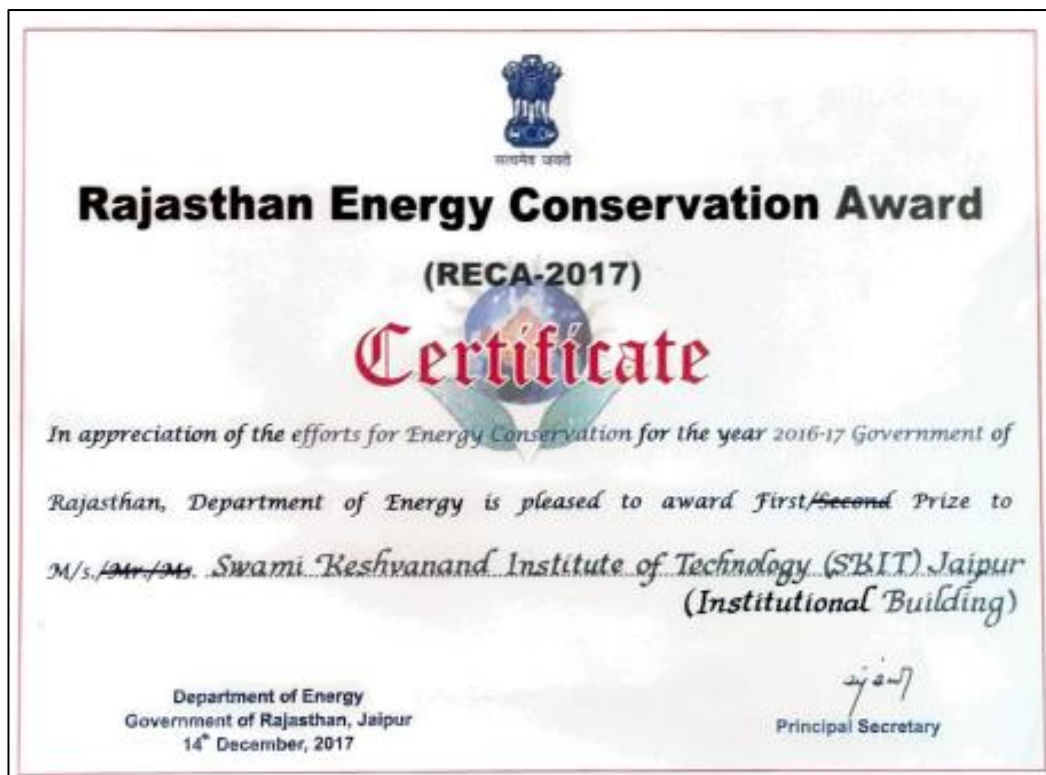 सत्यमेव जयते
Rajasthan Energy Conservation Award
(RECA-2017)
Certificate
In appreciation of the efforts for Energy Conservation for the year 2016-17 Government of
Rajasthan, Department of Energy is pleased to award First/Second Prize to
M/s./Mr./Ms. Swami Keshvanand Institute of Technology (SKIT) Jaipur
(Institutional Building)
Department of Energy
Government of Rajasthan, Jaipur
14th December, 2017
Principal Secretary